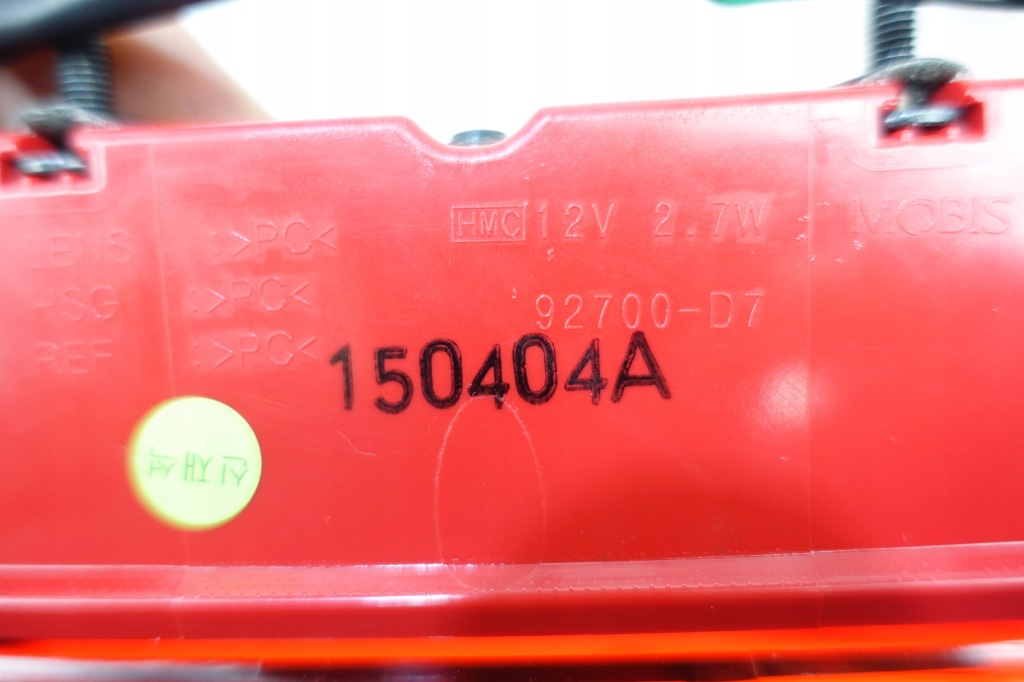 HMC 12V 2.7W MOBIS
LENS >PC<
HSG >PC<
92700-D7
REF >PC<
150404A